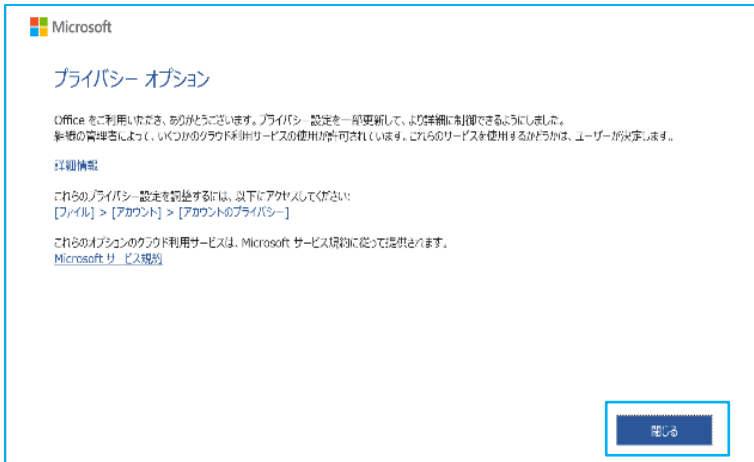 Microsoft
プライバシー オプション
Office をご利用いただき、ありがとうございます。プライバシー設定を一部更新して、より詳細に制御できるようにしました。
組織の管理者によって、いくつかのクラウド利用サービスの使用が許可されています。これらのサービスを使用するかどうかは、ユーザーが決定します。
詳細情報
これらのプライバシー設定を調整するには、以下にアクセスしてください:
[ファイル] > [アカウント] > [アカウントのプライバシー]
これらのオプションのクラウド利用サービスは、Microsoft サービス規約に従って提供されます。
Microsoft サービス規約
閉じる